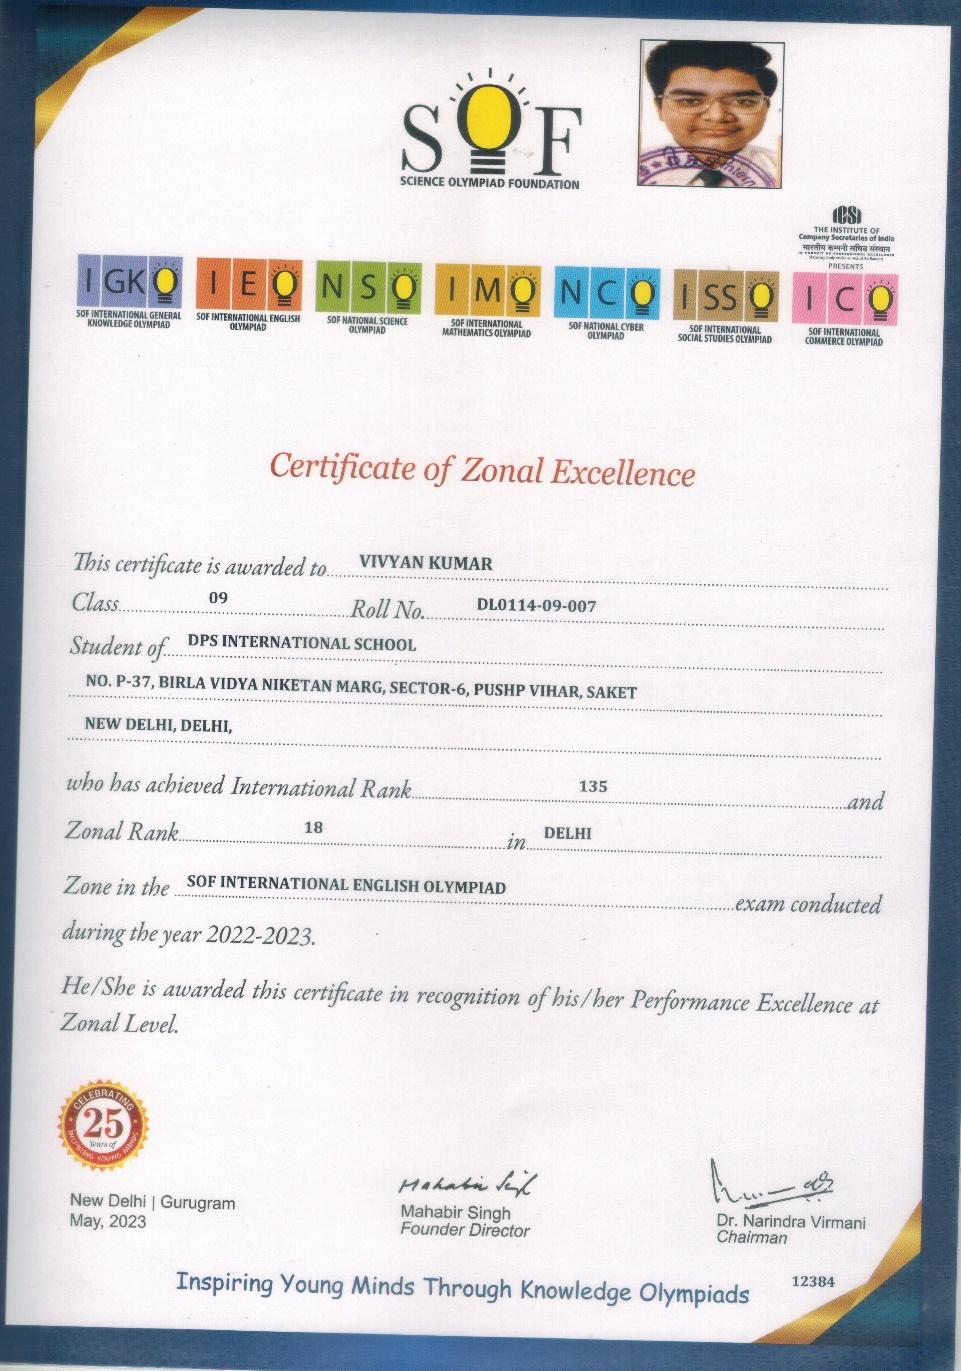 SOF
SCIENCE OLYMPIAD FOUNDATION
ICSI
THE INSTITUTE OF
Company Secretaries of India
भारतीय कम्पनी सचिव संस्थान
PRESENTS
IGKO
SOF INTERNATIONAL GENERAL
KNOWLEDGE OLYMPIAD
IEO
SOF INTERNATIONAL ENGLISH
OLYMPIAD
NSO
SOF NATIONAL SCIENCE
OLYMPIAD
IMO
SOF INTERNATIONAL
MATHEMATICS OLYMPIAD
NCO
SOF NATIONAL CYBER
OLYMPIAD
ISSO
SOF INTERNATIONAL
SOCIAL STUDIES OLYMPIAD
ICO
SOF INTERNATIONAL
COMMERCE OLYMPIAD
Certificate of Zonal Excellence
This certificate is awarded to VIVYAN KUMAR
Class 09 Roll No. DL0114-09-007
Student of DPS INTERNATIONAL SCHOOL
NO. P-37, BIRLA VIDYA NIKETAN MARG, SECTOR-6, PUSHP VIHAR, SAKET
NEW DELHI, DELHI,
who has achieved International Rank 135 and
Zonal Rank 18 in DELHI
Zone in the SOF INTERNATIONAL ENGLISH OLYMPIAD exam conducted
during the year 2022-2023.
He/She is awarded this certificate in recognition of his/her Performance Excellence at
Zonal Level.
CELEBRATING
25
Years of
INSPIRING YOUNG MINDS
New Delhi | Gurugram
May, 2023
Mahabir Singh
Mahabir Singh
Founder Director
Dr. Narindra Virmani
Chairman
Inspiring Young Minds Through Knowledge Olympiads
12384